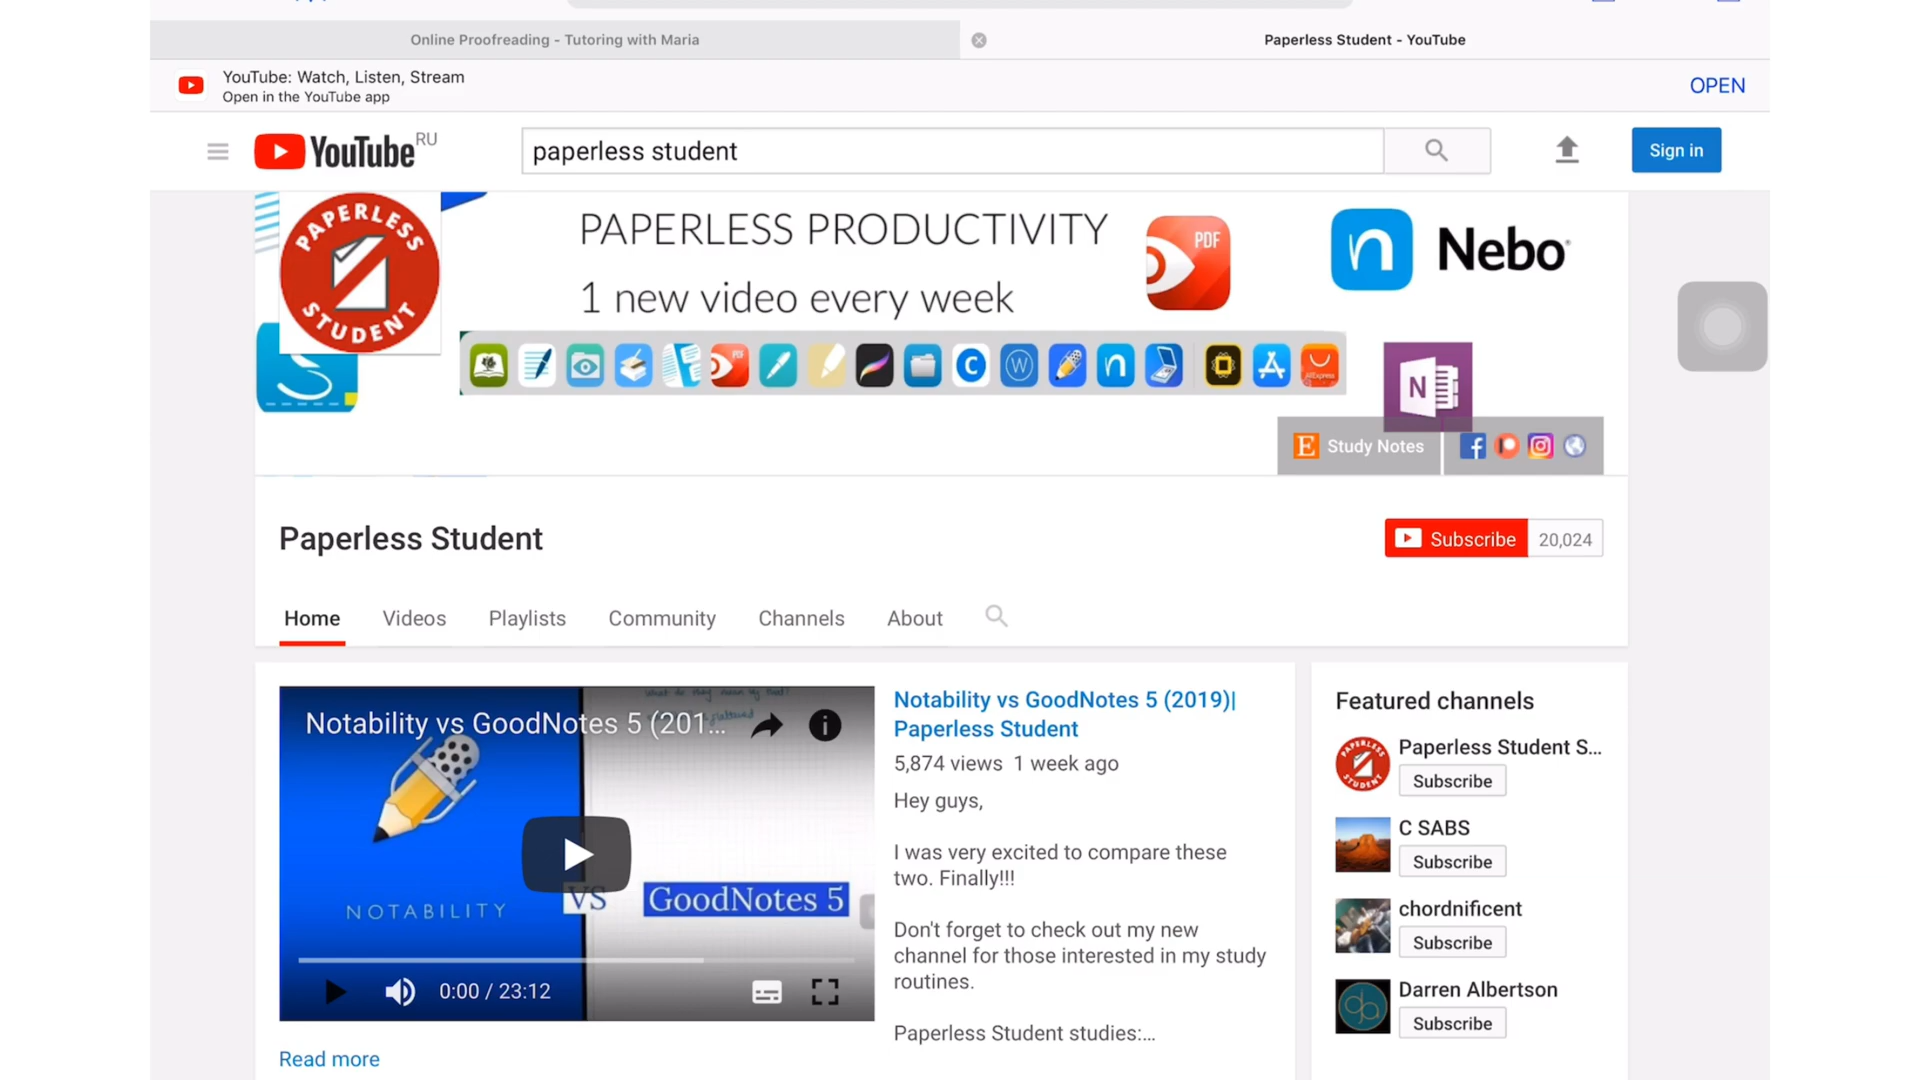 Online Proofreading - Tutoring with Maria
Paperless Student - YouTube
YouTube: Watch, Listen, Stream
Open in the YouTube app
OPEN
YouTube RU
paperless student
Sign in
PAPERLESS STUDENT
PAPERLESS PRODUCTIVITY
1 new video every week
PDF
n
Nebo
PDF
C
W
n
AliExpress
N
E Study Notes
Paperless Student
Subscribe 20,024
Home Videos Playlists Community Channels About
Notability vs GoodNotes 5 (201...
NOTABILITY
VS
GoodNotes 5
0:00 / 23:12
Notability vs GoodNotes 5 (2019)|
Paperless Student
5,874 views 1 week ago
Hey guys,
I was very excited to compare these
two. Finally!!!
Don't forget to check out my new
channel for those interested in my study
routines.
Paperless Student studies:...
Read more
Featured channels
Paperless Student S...
Subscribe
C SABS
Subscribe
chordnificent
Subscribe
Darren Albertson
Subscribe